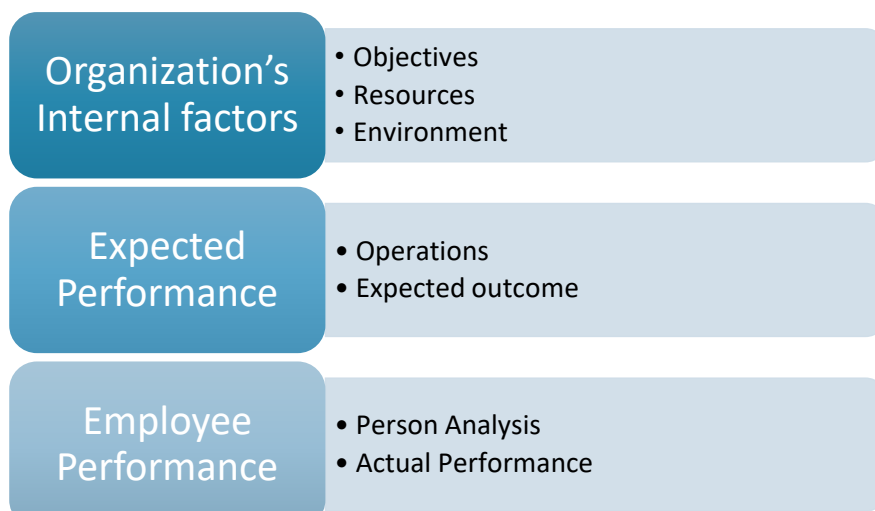 Organization’s
Internal factors
• Objectives
• Resources
• Environment
Expected
Performance
• Operations
• Expected outcome
Employee
Performance
• Person Analysis
• Actual Performance